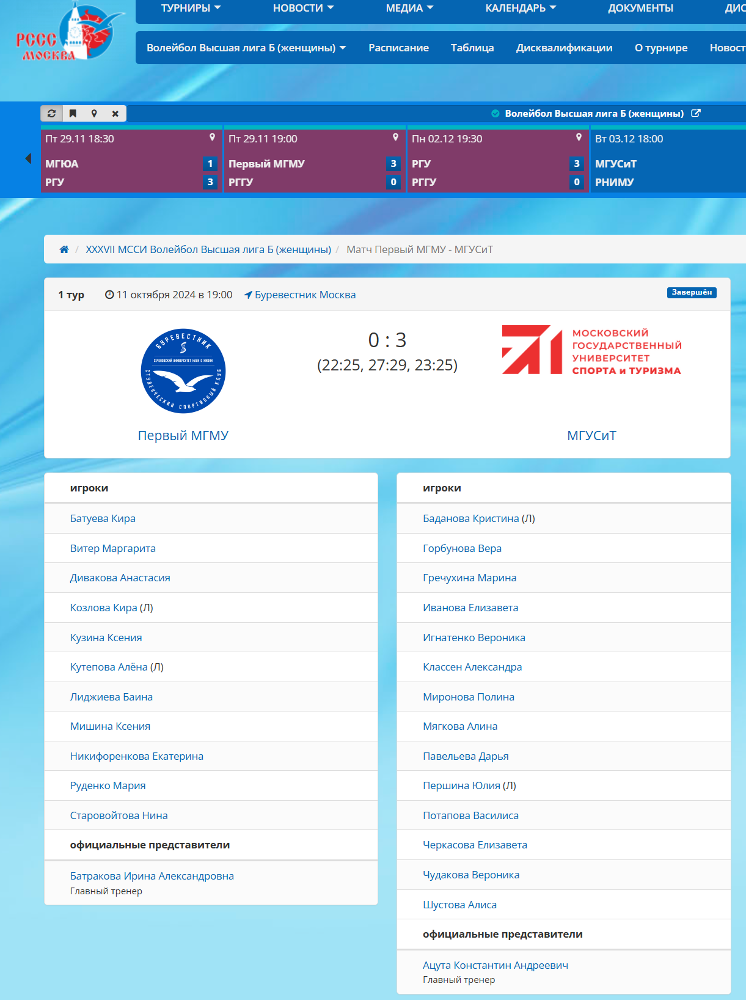 РССС
МОСКВА
ТУРНИРЫ
НОВОСТИ
МЕДИА
КАЛЕНДАРЬ
ДОКУМЕНТЫ
ДИС
Волейбол Высшая лига Б (женщины)
Расписание
Таблица
Дисквалификации
О турнире
Новост
Волейбол Высшая лига Б (женщины)
Пт 29.11 18:30
МГЮА 1
РГУ 3
Пт 29.11 19:00
Первый МГМУ 3
РГГУ 0
Пн 02.12 19:30
РГУ 3
РГГУ 0
Вт 03.12 18:00
МГУСиТ
РНИМУ
/ XXXVII МССИ Волейбол Высшая лига Б (женщины) / Матч Первый МГМУ - МГУСиТ
1 тур 11 октября 2024 в 19:00 Буревестник Москва
Завершён
БУРЕВЕСТНИК
СЕЧЕНОВСКИЙ УНИВЕРСИТЕТ НАУК О ЖИЗНИ
СТУДЕНЧЕСКИЙ СПОРТИВНЫЙ КЛУБ
Первый МГМУ
0 : 3
(22:25, 27:29, 23:25)
МОСКОВСКИЙ
ГОСУДАРСТВЕННЫЙ
УНИВЕРСИТЕТ
СПОРТА и ТУРИЗМА
МГУСиТ
игроки
Батуева Кира
Витер Маргарита
Дивакова Анастасия
Козлова Кира (Л)
Кузина Ксения
Кутепова Алёна (Л)
Лиджиева Баина
Мишина Ксения
Никифоренкова Екатерина
Руденко Мария
Старовойтова Нина
официальные представители
Батракова Ирина Александровна
Главный тренер
игроки
Баданова Кристина (Л)
Горбунова Вера
Гречухина Марина
Иванова Елизавета
Игнатенко Вероника
Классен Александра
Миронова Полина
Мягкова Алина
Павельева Дарья
Першина Юлия (Л)
Потапова Василиса
Черкасова Елизавета
Чудакова Вероника
Шустова Алиса
официальные представители
Ацута Константин Андреевич
Главный тренер